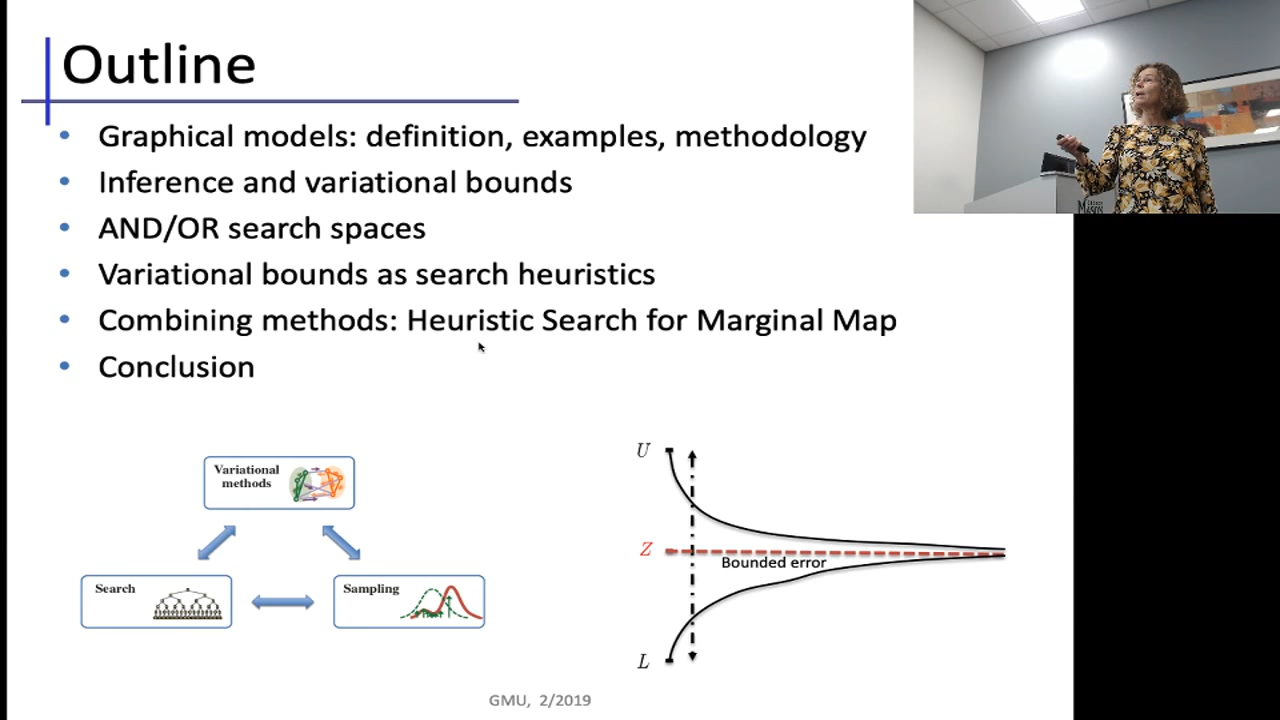 Outline
• Graphical models: definition, examples, methodology
• Inference and variational bounds
• AND/OR search spaces
• Variational bounds as search heuristics
• Combining methods: Heuristic Search for Marginal Map
• Conclusion
Variational
methods
Search
Sampling
U
Z
Bounded error
L
GMU, 2/2019